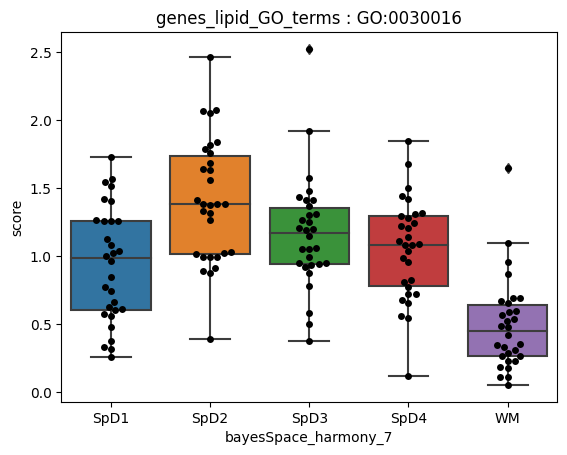 genes_lipid_GO_terms : GO:0030016
2.5
2.0
1.5
1.0
0.5
0.0
score
SpD1 SpD2 SpD3 SpD4 WM
bayesSpace_harmony_7